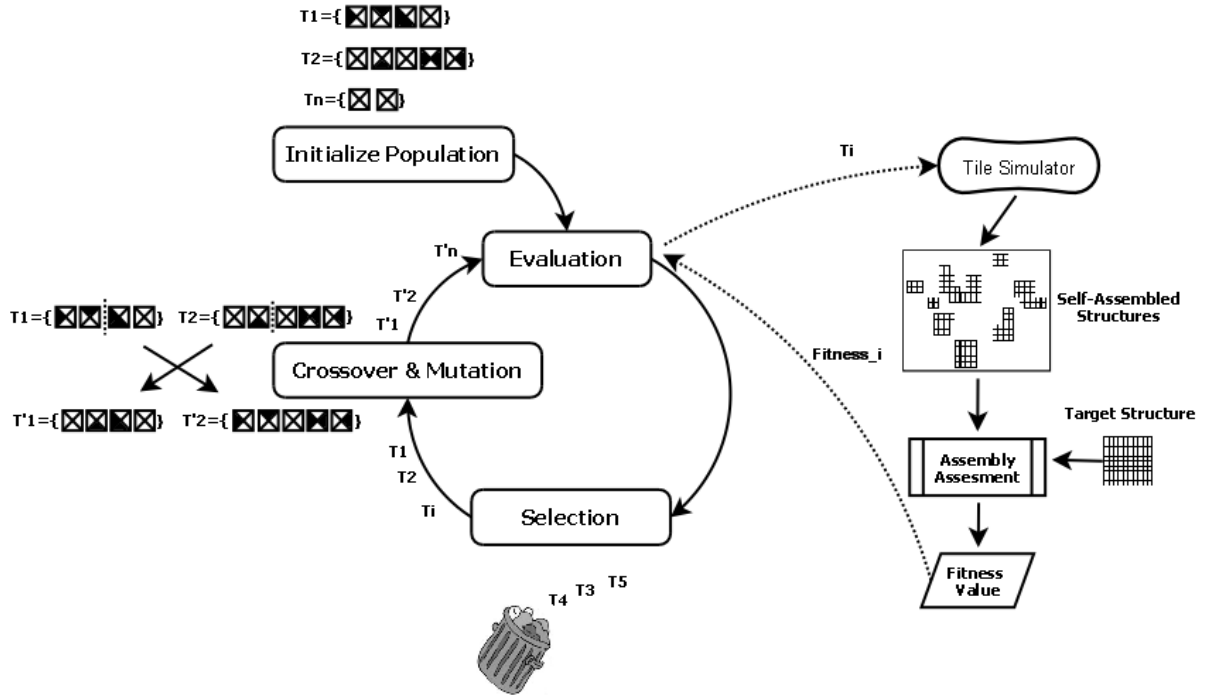 T1={ }
T2={ }
Tn={ }
Initialize Population
Ti
Tile Simulator
T'n
Evaluation
T'2
T'1
Self-Assembled
Structures
T1={ } T2={ }
Fitness_i
Crossover & Mutation
T'1={ } T'2={ }
Target Structure
T1
T2
Ti
Assembly
Assesment
Selection
Fitness
Value
T4 T3 T5